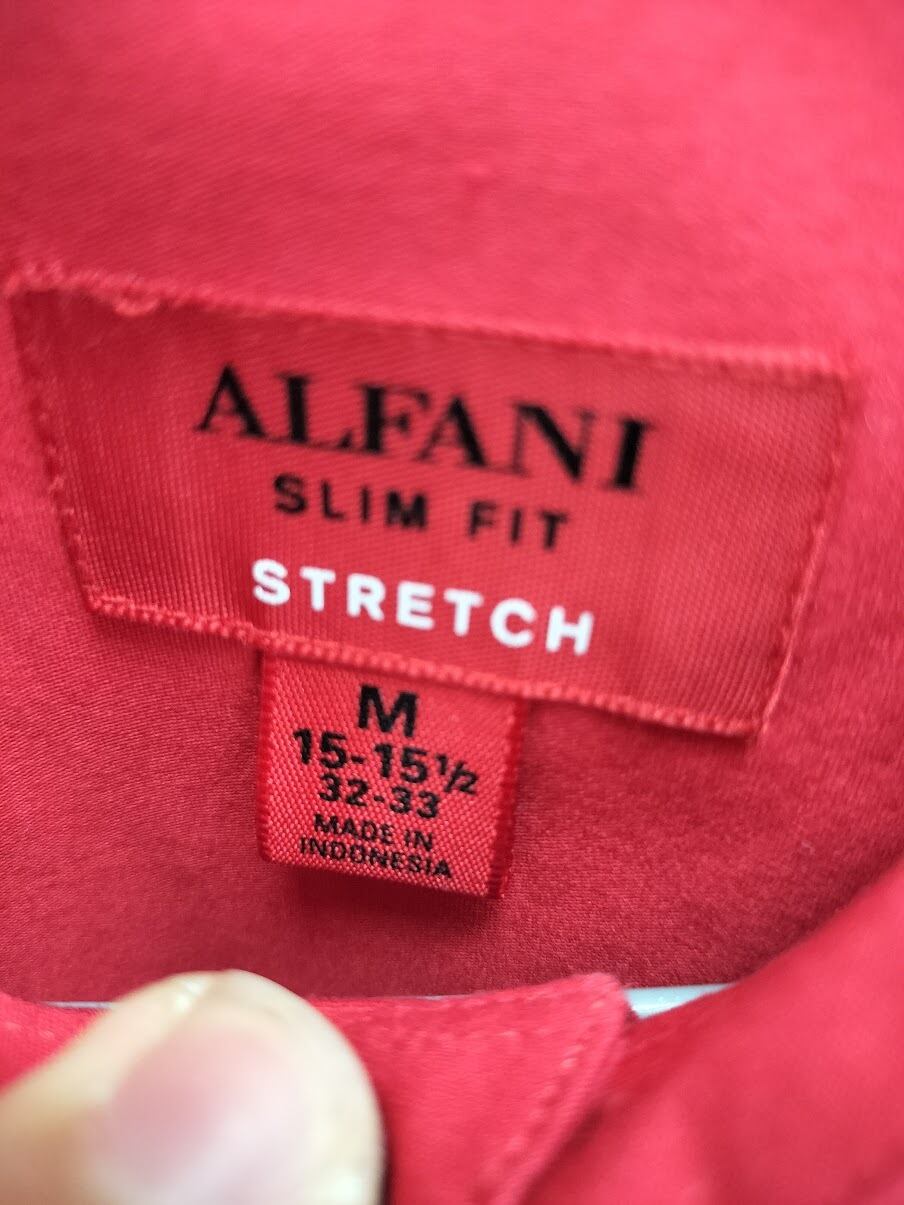 ALFANI
SLIM FIT
STRETCH
M
15-15½
32-33
MADE IN
INDONESIA